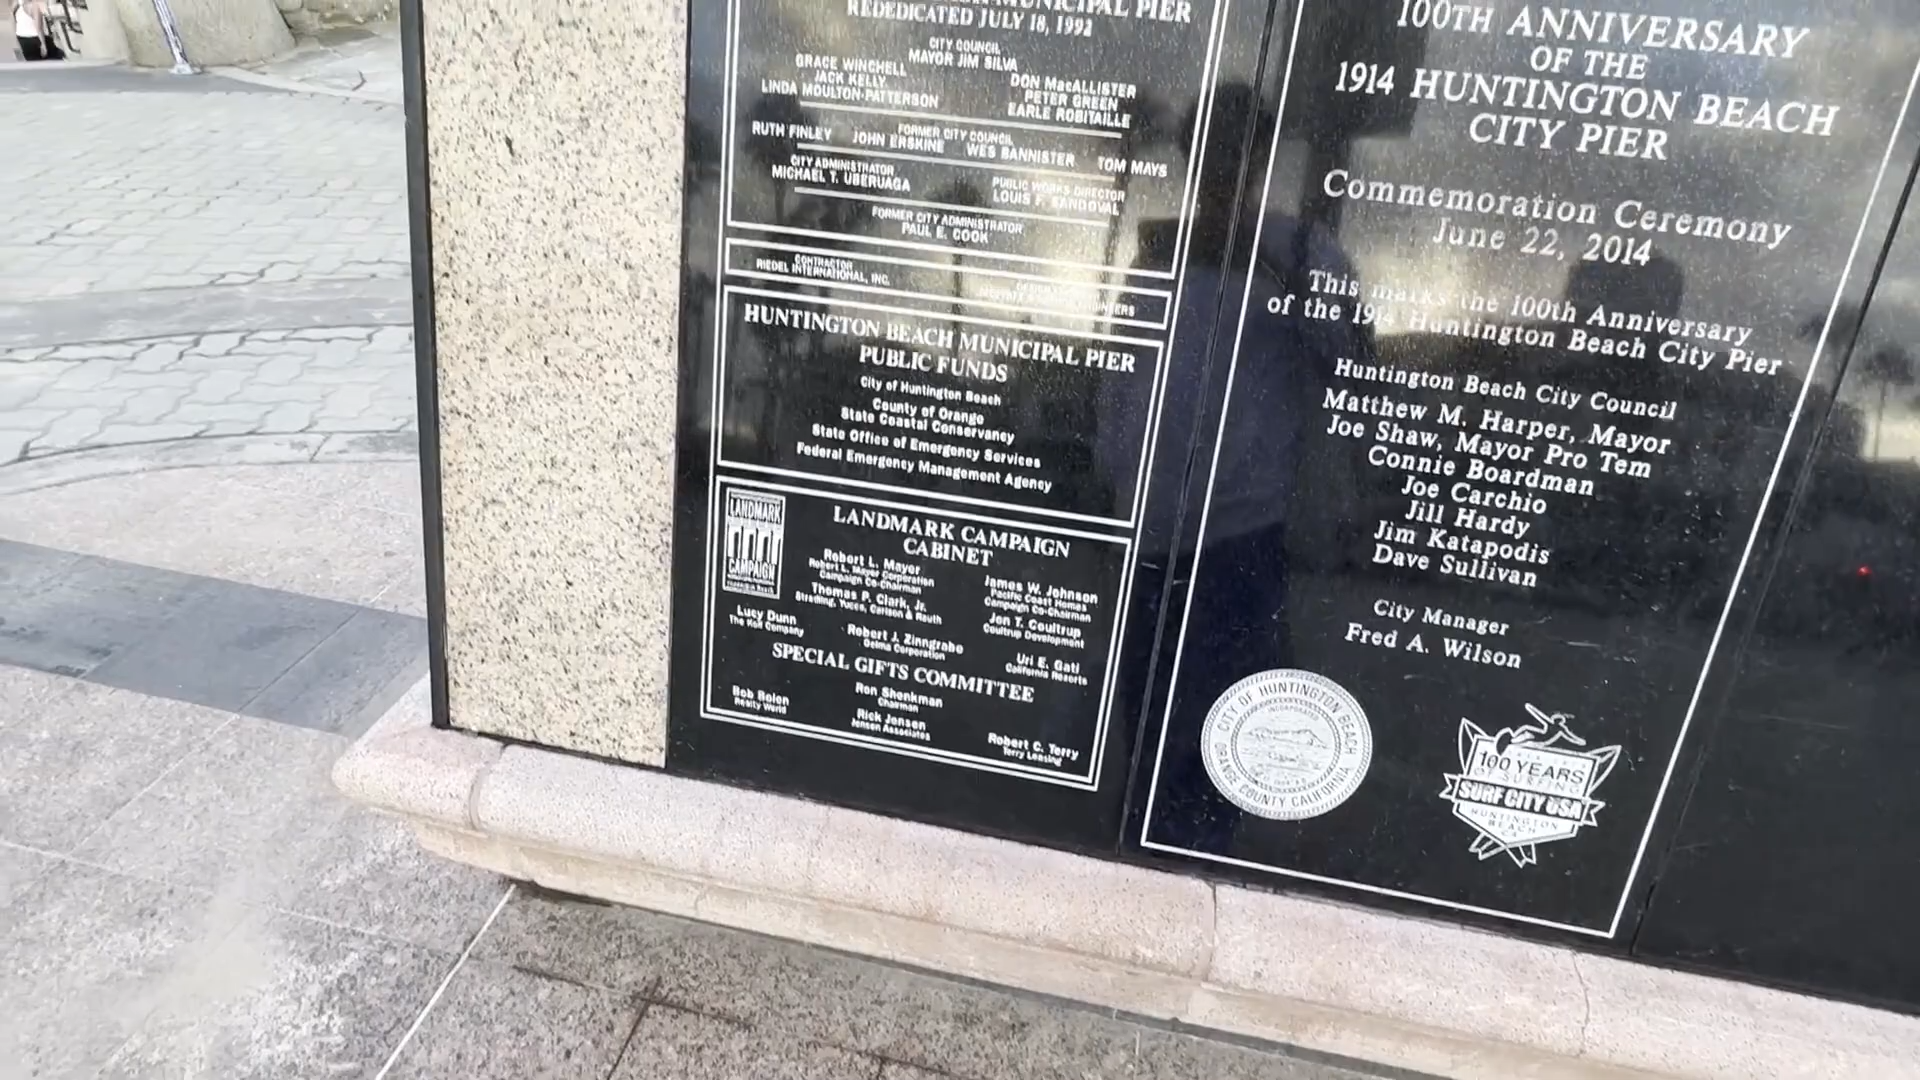 MUNICIPAL PIER
REDEDICATED JULY 18, 1992
CITY COUNCIL
MAYOR JIM SILVA
GRACE WINCHELL
JACK KELLY
LINDA MOULTON-PATTERSON
DON MacALLISTER
PETER GREEN
EARLE ROBITAILLE
FORMER CITY COUNCIL
RUTH FINLEY JOHN ERSKINE WES BANNISTER TOM MAYS
CITY ADMINISTRATOR
MICHAEL T. UBERUAGA
PUBLIC WORKS DIRECTOR
LOUIS F. SANDOVAL
FORMER CITY ADMINISTRATOR
PAUL E. COOK
CONTRACTOR
RIEDEL INTERNATIONAL, INC.
HUNTINGTON BEACH MUNICIPAL PIER
PUBLIC FUNDS
City of Huntington Beach
County of Orange
State Coastal Conservancy
State Office of Emergency Services
Federal Emergency Management Agency
LANDMARK
CAMPAIGN
LANDMARK CAMPAIGN
CABINET
Robert L. Mayer
Robert L. Mayer Corporation
Campaign Co-Chairman
James W. Johnson
Pacific Coast Homes
Campaign Co-Chairman
Thomas P. Clark, Jr.
Stradling, Yocca, Carlson & Rauth
Jon T. Coultrup
Coultrup Development
Lucy Dunn
The Koll Company
Robert J. Zinngrabe
Delma Corporation
Uri E. Gati
California Resorts
SPECIAL GIFTS COMMITTEE
Ron Shenkman
Chairman
Bob Bolen
Realty World
Rick Jensen
Jensen Associates
Robert C. Terry
Terry Leasing
100TH ANNIVERSARY
OF THE
1914 HUNTINGTON BEACH
CITY PIER
Commemoration Ceremony
June 22, 2014
This marks the 100th Anniversary
of the 1914 Huntington Beach City Pier
Huntington Beach City Council
Matthew M. Harper, Mayor
Joe Shaw, Mayor Pro Tem
Connie Boardman
Joe Carchio
Jill Hardy
Jim Katapodis
Dave Sullivan
City Manager
Fred A. Wilson
CITY OF HUNTINGTON BEACH
INCORPORATED
ORANGE COUNTY CALIFORNIA
100 YEARS
OF SURFING
SURF CITY USA
HUNTINGTON
BEACH
CA